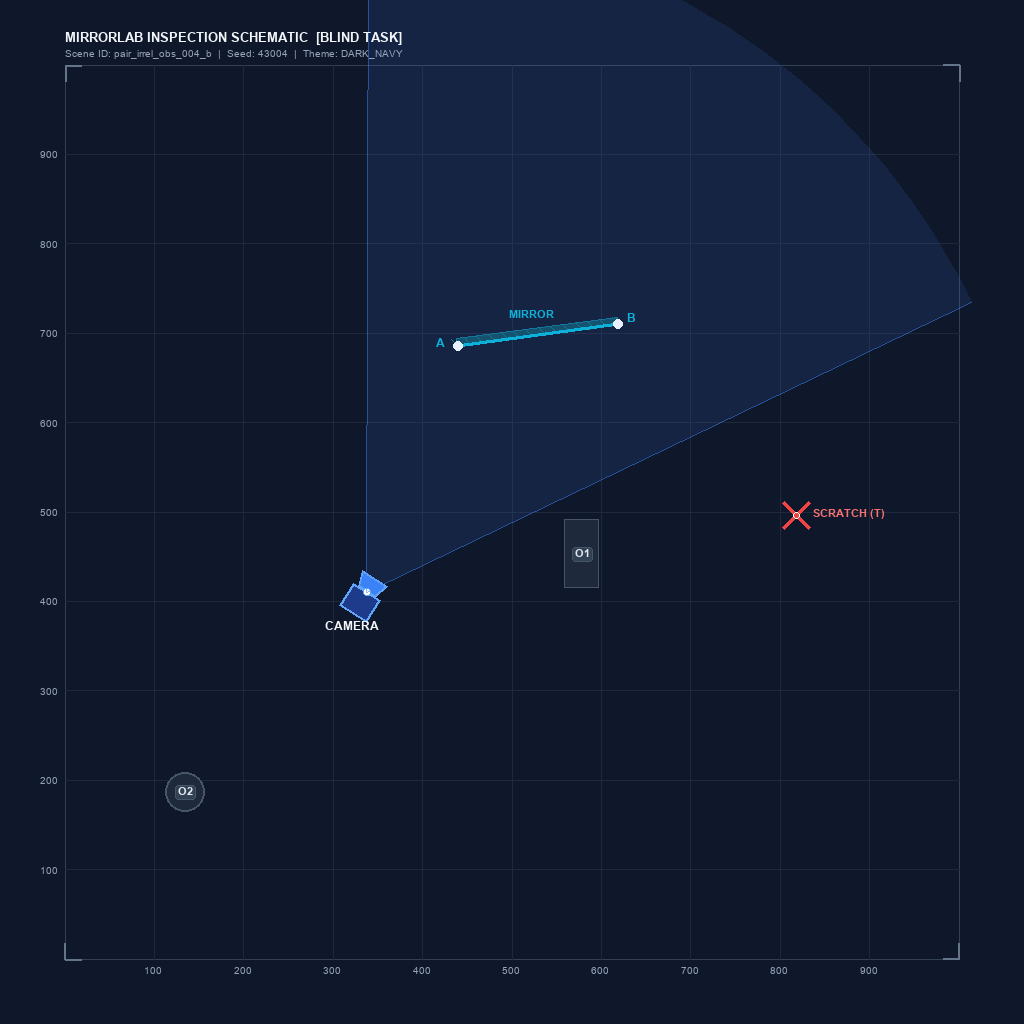 MIRRORLAB INSPECTION SCHEMATIC [BLIND TASK]
Scene ID: pair_irrel_obs_004_b | Seed: 43004 | Theme: DARK_NAVY
900
800
MIRROR
B
700
A
600
500
SCRATCH (T)
O1
400
CAMERA
300
200
O2
100
100 200 300 400 500 600 700 800 900